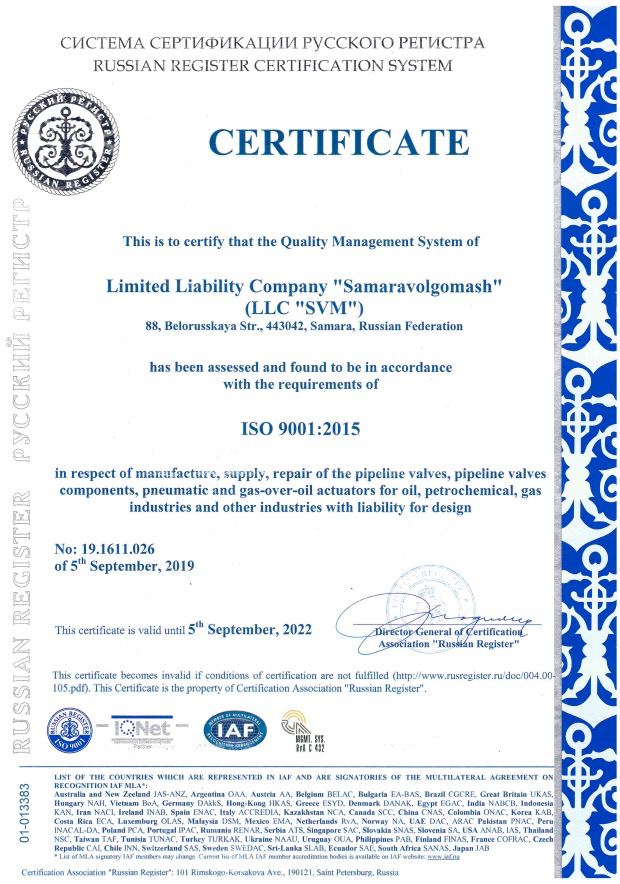 СИСТЕМА СЕРТИФИКАЦИИ РУССКОГО РЕГИСТРА
RUSSIAN REGISTER CERTIFICATION SYSTEM
РУССКИЙ РЕГИСТР
RUSSIAN REGISTER
CERTIFICATE
This is to certify that the Quality Management System of
Limited Liability Company "Samaravolgomash"
(LLC "SVM")
88, Belorusskaya Str., 443042, Samara, Russian Federation
has been assessed and found to be in accordance
with the requirements of
ISO 9001:2015
in respect of manufacture, supply, repair of the pipeline valves, pipeline valves
components, pneumatic and gas-over-oil actuators for oil, petrochemical, gas
industries and other industries with liability for design
No: 19.1611.026
of 5th September, 2019
This certificate is valid until 5th September, 2022
Director General of Certification
Association "Russian Register"
This certificate becomes invalid if conditions of certification are not fulfilled (http://www.rusregister.ru/doc/004.00-
105.pdf). This Certificate is the property of Certification Association "Russian Register".
RUSSIAN REGISTER
ISO 9001
IQNet
Partner
MEMBER OF MULTILATERAL
IAF
RECOGNITION ARRANGEMENT
MGMT. SYS.
RvA C 432
LIST OF THE COUNTRIES WHICH ARE REPRESENTED IN IAF AND ARE SIGNATORIES OF THE MULTILATERAL AGREEMENT ON
RECOGNITION IAF MLA*:
Australia and New Zealand JAS-ANZ, Argentina OAA, Austria AA, Belgium BELAC, Bulgaria EA-BAS, Brazil CGCRE, Great Britain UKAS,
Hungary NAH, Vietnam BoA, Germany DAkkS, Hong-Kong HKAS, Greece ESYD, Denmark DANAK, Egypt EGAC, India NABCB, Indonesia
KAN, Iran NACI, Ireland INAB, Spain ENAC, Italy ACCREDIA, Kazakhstan NCA, Canada SCC, China CNAS, Colombia ONAC, Korea KAB,
Costa Rica ECA, Luxemburg OLAS, Malaysia DSM, Mexico EMA, Netherlands RvA, Norway NA, UAE DAC, ARAC Pakistan PNAC, Peru
INACAL-DA, Poland PCA, Portugal IPAC, Rumania RENAR, Serbia ATS, Singapore SAC, Slovakia SNAS, Slovenia SA, USA ANAB, IAS, Thailand
NSC, Taiwan TAF, Tunisia TUNAC, Turkey TURKAK, Ukraine NAAU, Uruguay OUA, Philippines PAB, Finland FINAS, France COFRAC, Czech
Republic CAI, Chile INN, Switzerland SAS, Sweden SWEDAC, Sri-Lanka SLAB, Ecuador SAE, South Africa SANAS, Japan JAB
* List of MLA signatory IAF members may change. Current list of MLA IAF member accreditation bodies is available on IAF website: www.iaf.nu
Certification Association "Russian Register": 101 Rimskogo-Korsakova Ave., 190121, Saint Petersburg, Russia
RUSSIAN REGISTER РУССКИЙ РЕГИСТР
01-013383